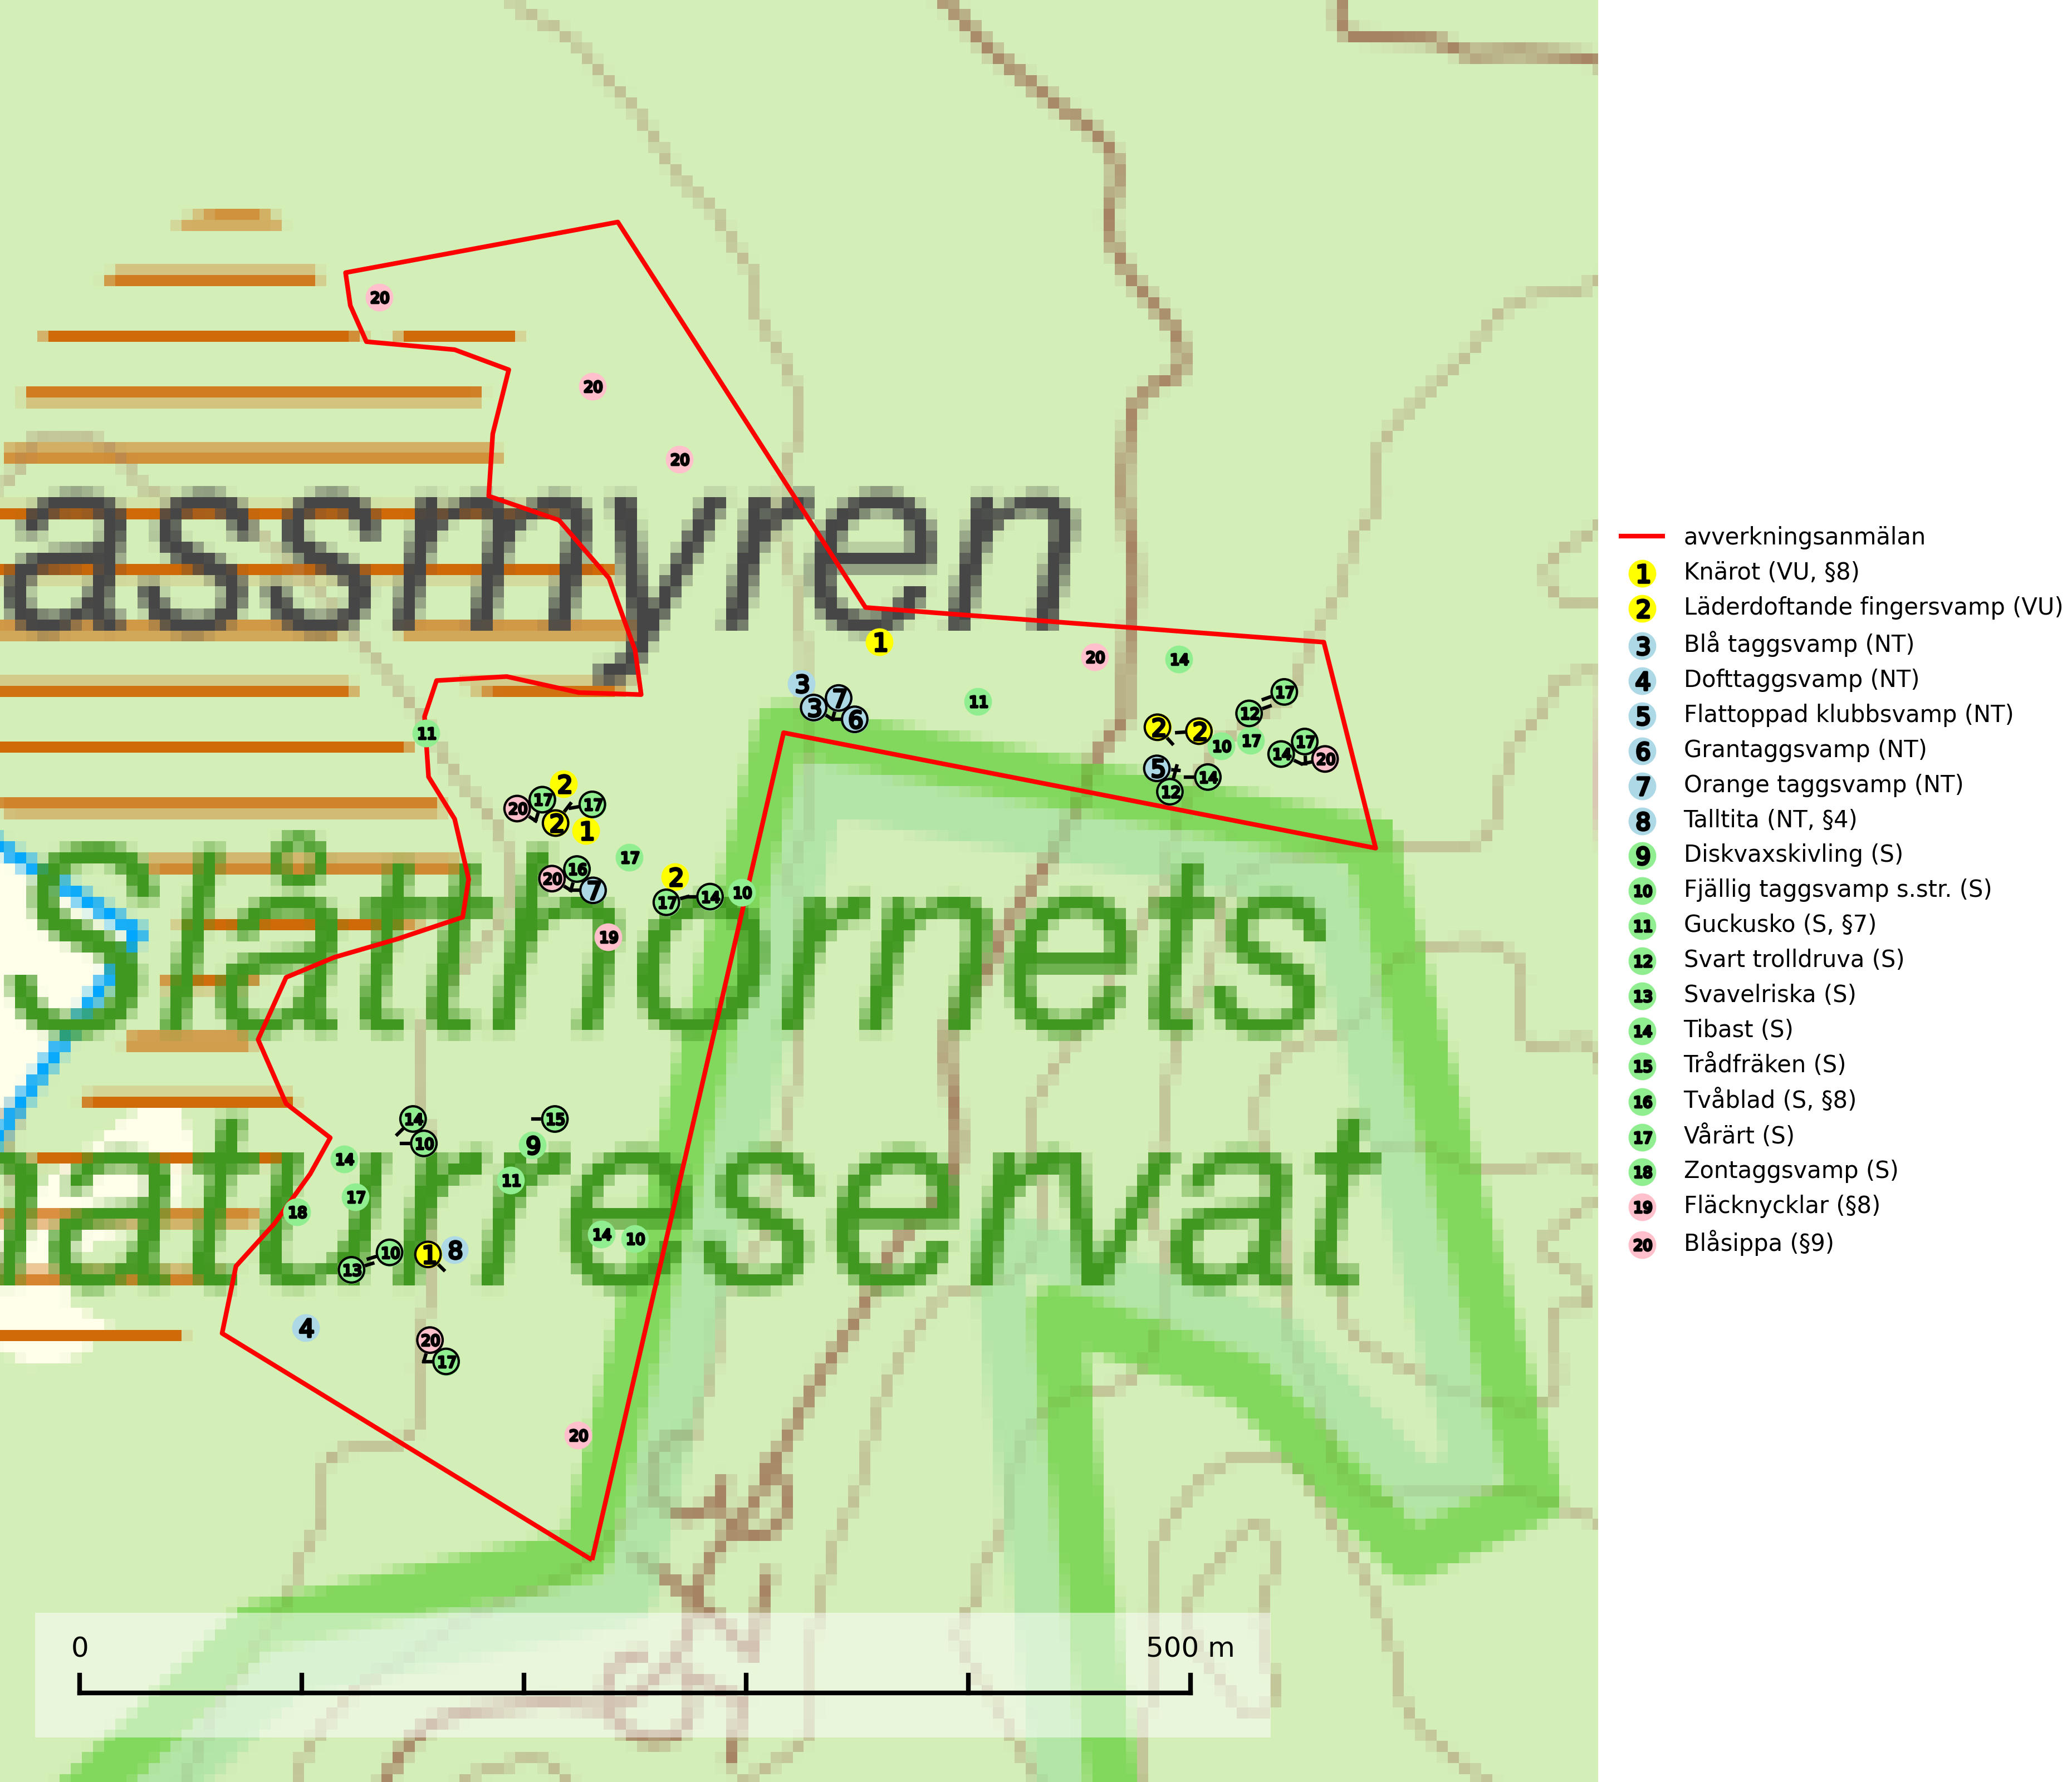 assmyren
Slåttnornets
naturreservat
20
20
20
1
20
14
3
3
7
6
11
17
12
2
2
10
17
14
17
20
5
14
12
11
2
20
17
17
2
1
17
20
16
7
2
17
14
10
19
14
10
15
9
14
11
17
18
14
10
10
13
1
8
4
20
17
20
0
500 m
avverkningsanmälan
1 Knärot (VU, §8)
2 Läderdoftande fingersvamp (VU)
3 Blå taggsvamp (NT)
4 Dofttaggsvamp (NT)
5 Flattoppad klubbsvamp (NT)
6 Grantaggsvamp (NT)
7 Orange taggsvamp (NT)
8 Talltita (NT, §4)
9 Diskvaxskivling (S)
10 Fjällig taggsvamp s.str. (S)
11 Guckusko (S, §7)
12 Svart trolldruva (S)
13 Svavelriska (S)
14 Tibast (S)
15 Trådfräken (S)
16 Tvåblad (S, §8)
17 Vårärt (S)
18 Zontaggsvamp (S)
19 Fläcknycklar (§8)
20 Blåsippa (§9)